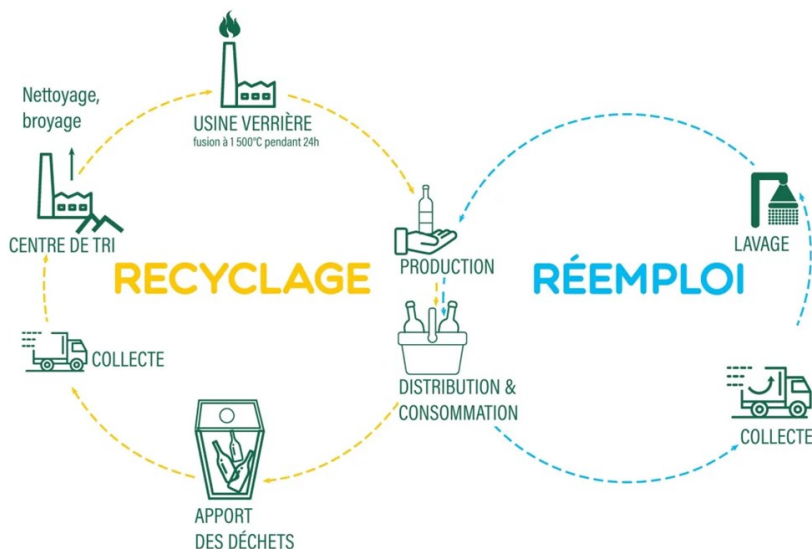 Nettoyage,
broyage
USINE VERRIÈRE
fusion à 1 500°C pendant 24h
CENTRE DE TRI
RECYCLAGE
PRODUCTION
RÉEMPLOI
LAVAGE
COLLECTE
DISTRIBUTION &
CONSOMMATION
COLLECTE
APPORT
DES DÉCHETS